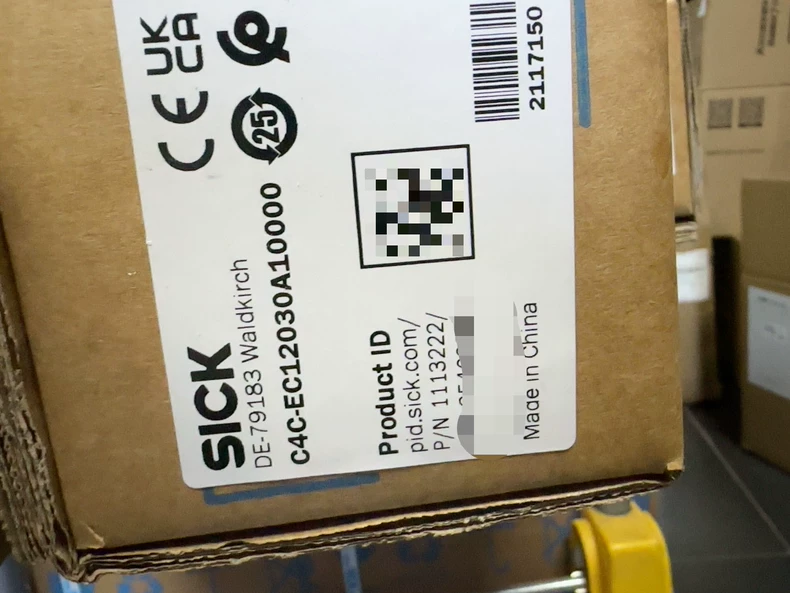 SICK
DE-79183 Waldkirch
C4C-EC12030A10000
CE
UK
CA
25
Product ID
pid.sick.com/
P/N 1113222/
Made in China
2117150